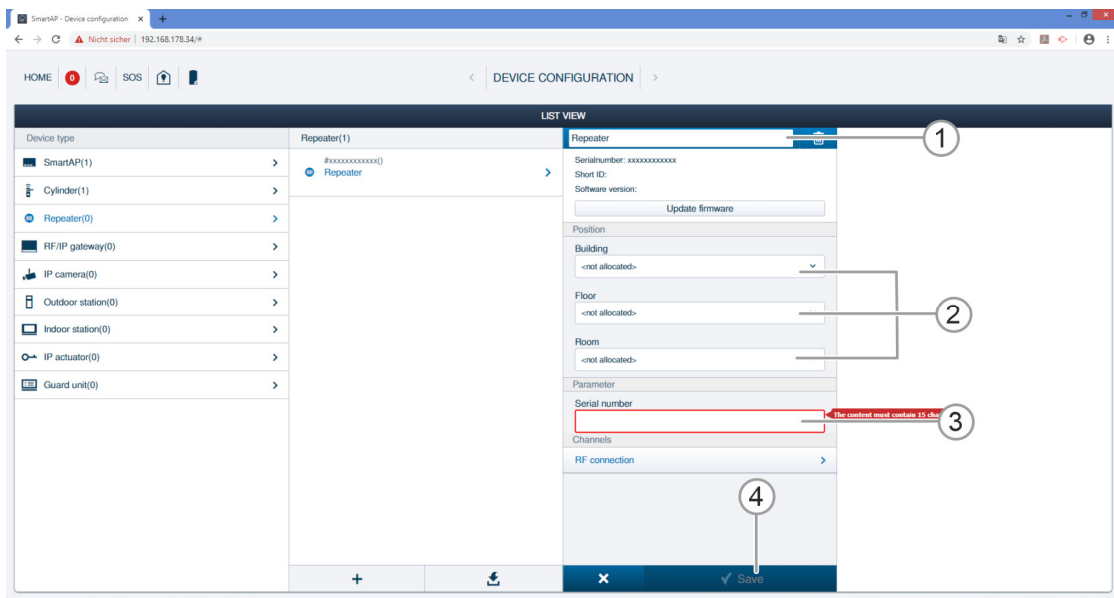 SmartAP - Device configuration
Nicht sicher | 192.168.178.34/#
HOME 0 SOS
< DEVICE CONFIGURATION >
LIST VIEW
Device type
SmartAP(1)
Cylinder(1)
Repeater(0)
RF/IP gateway(0)
IP camera(0)
Outdoor station(0)
Indoor station(0)
IP actuator(0)
Guard unit(0)
Repeater(1)
#xxxxxxxxxxxx()
Repeater
Repeater
1
Serialnumber: xxxxxxxxxxxx
Short ID:
Software version:
Update firmware
Position
Building
<not allocated>
Floor
<not allocated>
2
Room
<not allocated>
Parameter
Serial number
The content must contain 15
3
Channels
RF connection
4
Save